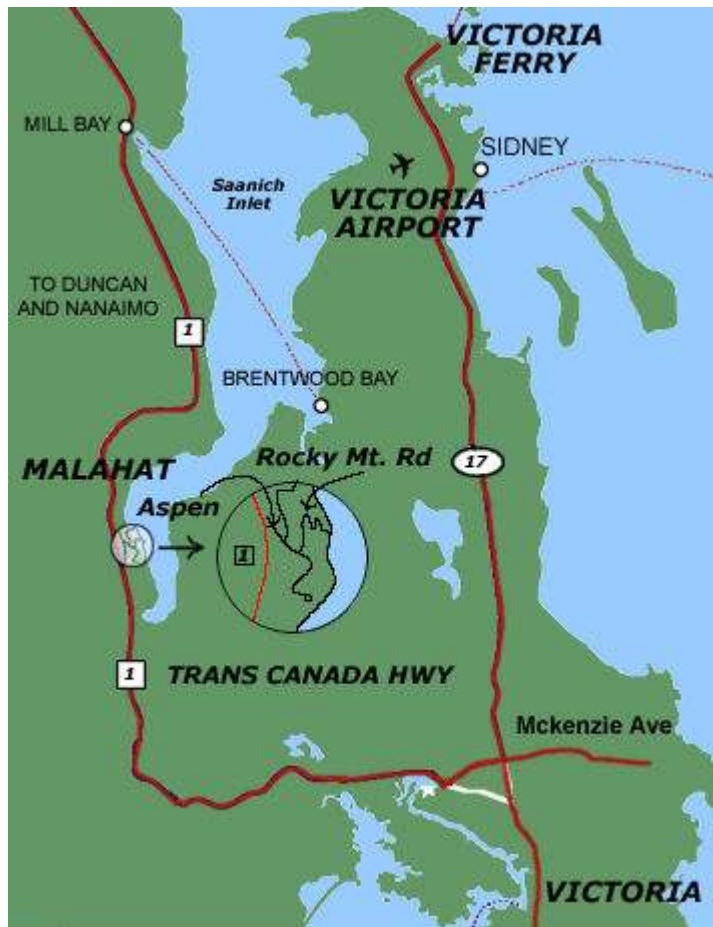 VICTORIA
FERRY
MILL BAY
SIDNEY
Saanich
Inlet
VICTORIA
AIRPORT
TO DUNCAN
AND NANAIMO
1
BRENTWOOD BAY
MALAHAT
Rocky Mt. Rd
17
Aspen
1
1
TRANS CANADA HWY
Mckenzie Ave
VICTORIA